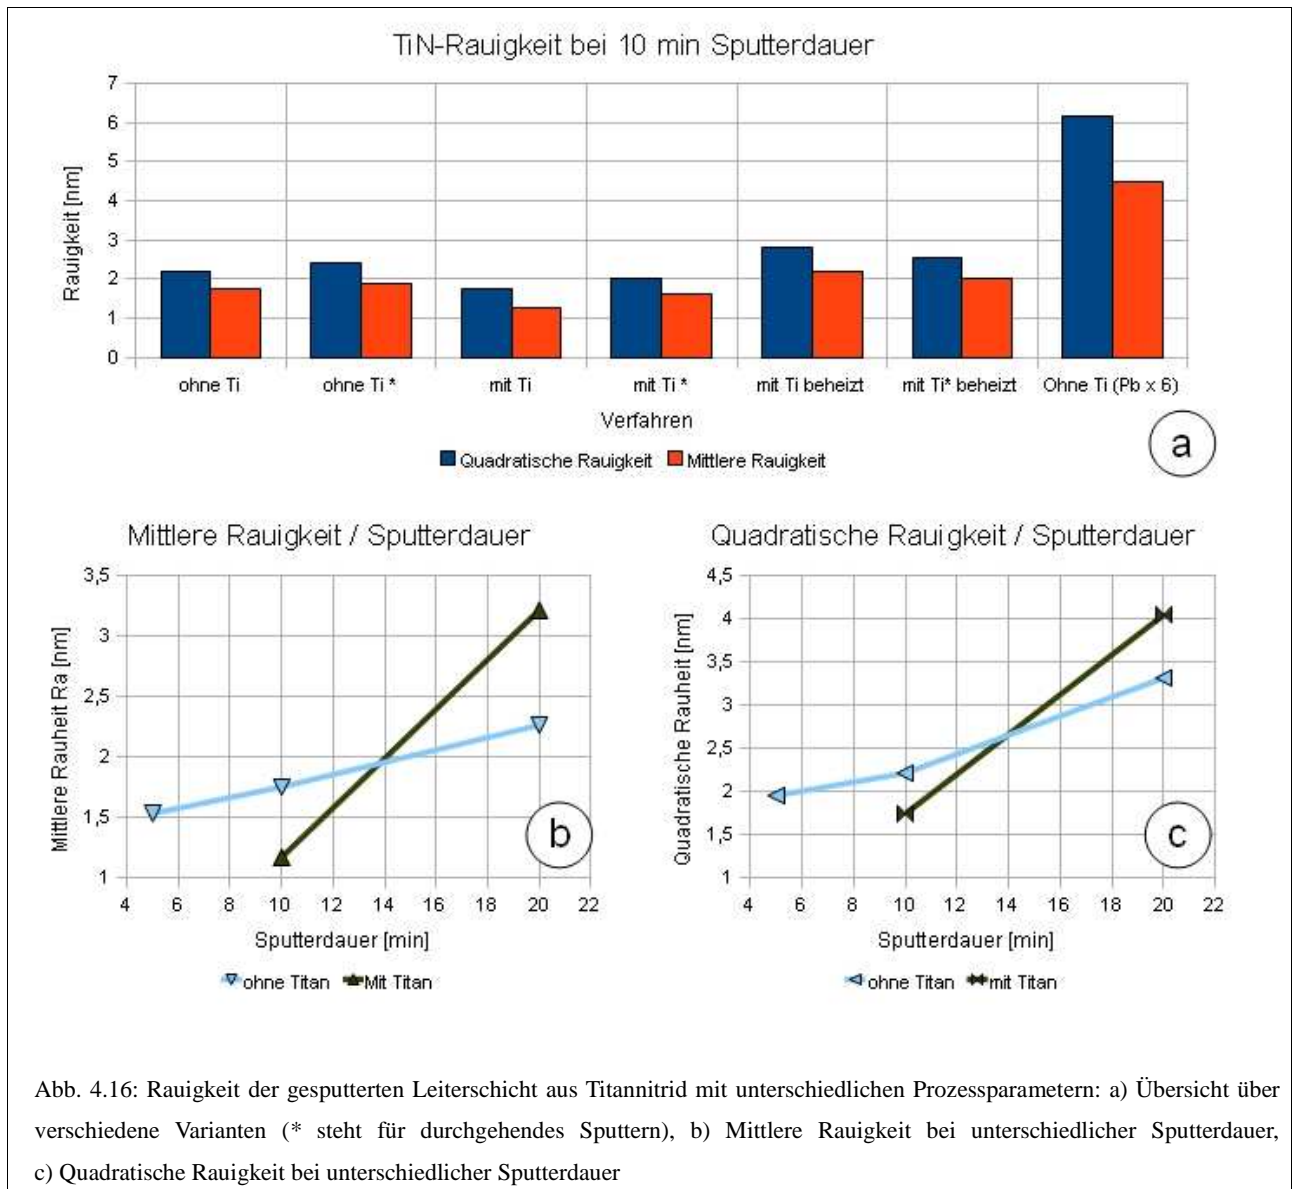 TiN-Rauigkeit bei 10 min Sputterdauer
7
6
5
4
3
2
1
0
Rauigkeit [nm]
ohne Ti
ohne Ti *
mit Ti
mit Ti *
mit Ti beheizt
mit Ti* beheizt
Ohne Ti (Pb x 6)
Verfahren
Quadratische Rauigkeit
Mittlere Rauigkeit
a
Mittlere Rauigkeit / Sputterdauer
3,5
3
2,5
2
1,5
1
Mittlere Rauheit Ra [nm]
4 6 8 10 12 14 16 18 20 22
Sputterdauer [min]
ohne Titan
Mit Titan
b
Quadratische Rauigkeit / Sputterdauer
4,5
4
3,5
3
2,5
2
1,5
1
Quadratische Rauheit [nm]
4 6 8 10 12 14 16 18 20 22
Sputterdauer [min]
ohne Titan
mit Titan
c
Abb. 4.16: Rauigkeit der gesputterten Leiterschicht aus Titannitrid mit unterschiedlichen Prozessparametern: a) Übersicht über
verschiedene Varianten (* steht für durchgehendes Sputtern), b) Mittlere Rauigkeit bei unterschiedlicher Sputterdauer,
c) Quadratische Rauigkeit bei unterschiedlicher Sputterdauer